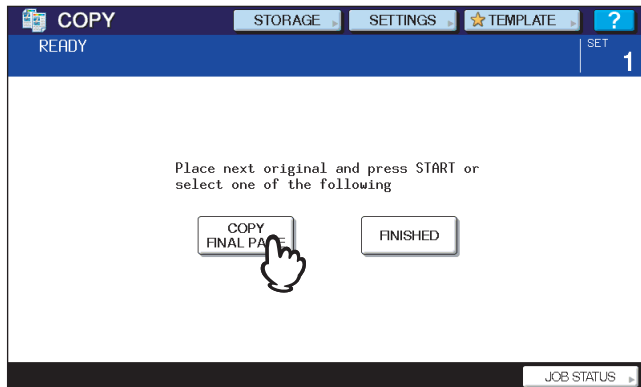 COPY
STORAGE
SETTINGS
TEMPLATE
?
READY
SET
1
Place next original and press START or
select one of the following
COPY
FINAL
FINISHED
JOB STATUS